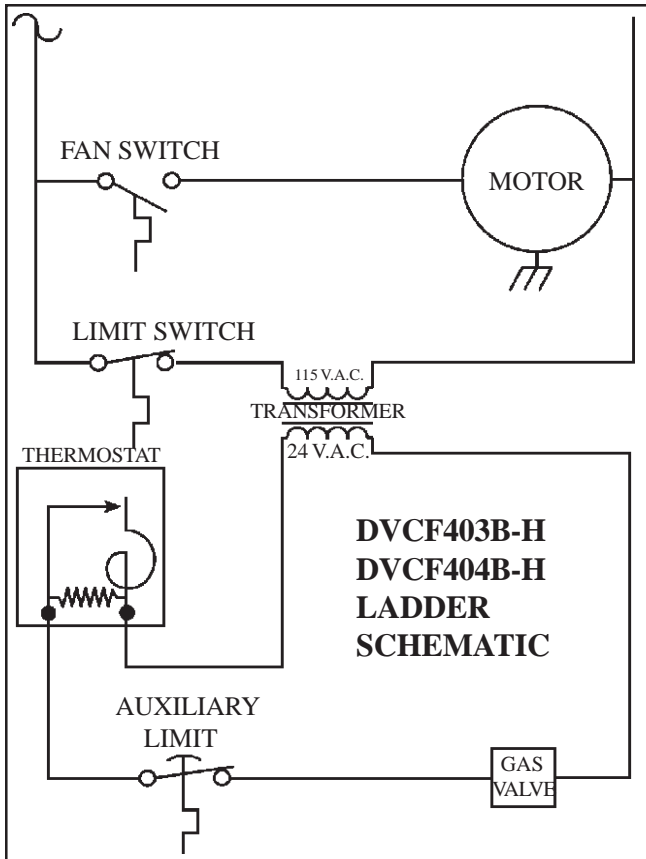 FAN SWITCH
MOTOR
LIMIT SWITCH
115 V.A.C.
TRANSFORMER
24 V.A.C.
THERMOSTAT
DVCF403B-H
DVCF404B-H
LADDER
SCHEMATIC
AUXILIARY
LIMIT
GAS
VALVE